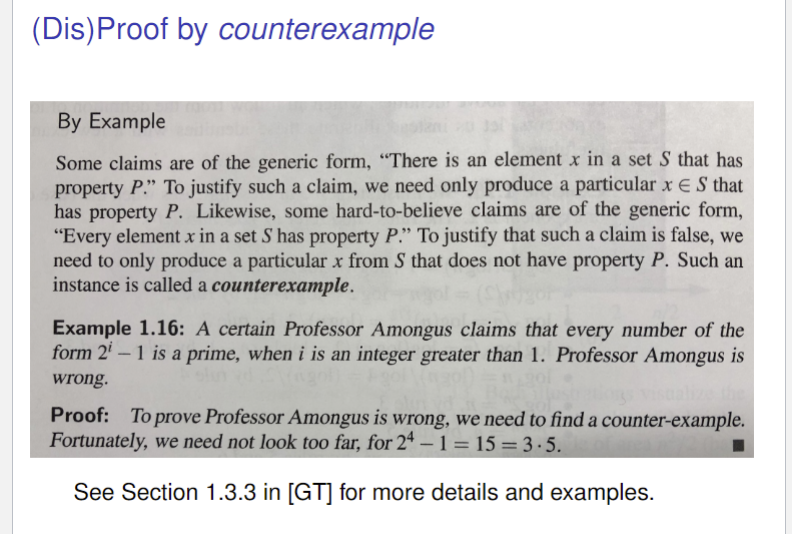 (Dis)Proof by counterexample
By Example
Some claims are of the generic form, “There is an element x in a set S that has
property P.” To justify such a claim, we need only produce a particular x ∈ S that
has property P. Likewise, some hard-to-believe claims are of the generic form,
“Every element x in a set S has property P.” To justify that such a claim is false, we
need to only produce a particular x from S that does not have property P. Such an
instance is called a counterexample.
Example 1.16: A certain Professor Amongus claims that every number of the
form 2^i – 1 is a prime, when i is an integer greater than 1. Professor Amongus is
wrong.
Proof: To prove Professor Amongus is wrong, we need to find a counter-example.
Fortunately, we need not look too far, for 2⁴ – 1 = 15 = 3 · 5. ■
See Section 1.3.3 in [GT] for more details and examples.